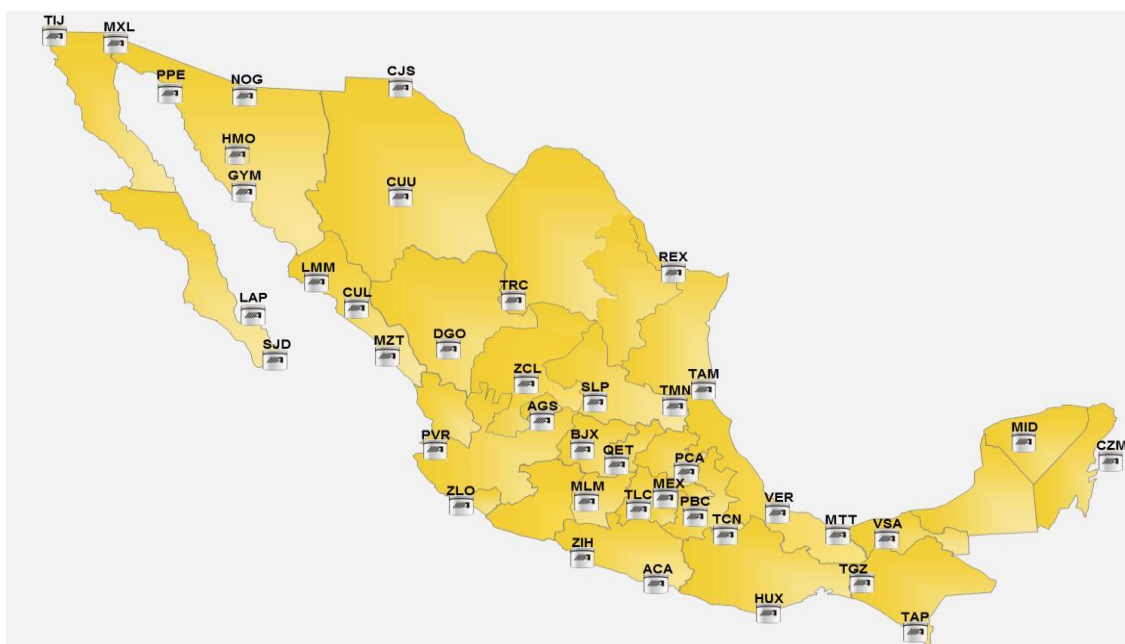 TIJ
MXL
PPE
NOG
CJS
HMO
GYM
CUU
REX
LMM
TRC
CUL
LAP
SJD
MZT
DGO
ZCL
SLP
TAM
TMN
AGS
PVR
BJX
QET
PCA
MID
CZM
ZLO
MLM
TLC
MEX
PBC
VER
TCN
MTT
VSA
ZIH
ACA
TGZ
HUX
TAP